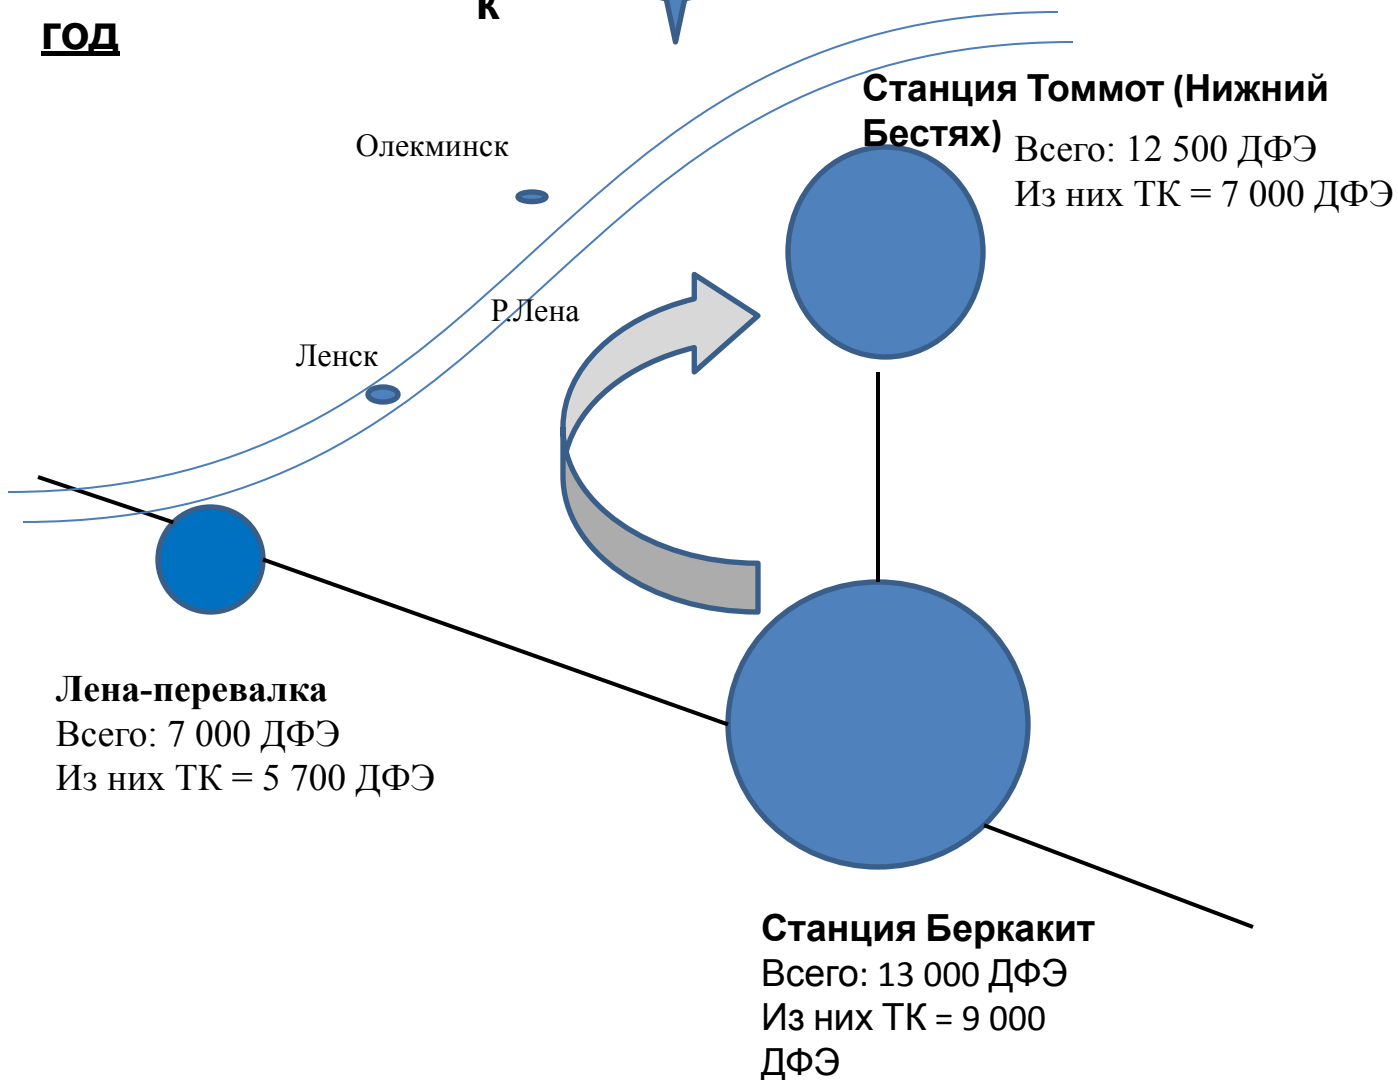 к
год
Станция Томмот (Нижний
Бестях)
Всего: 12 500 ДФЭ
Из них ТК = 7 000 ДФЭ
Олекминск
Р.Лена
Ленск
Лена-перевалка
Всего: 7 000 ДФЭ
Из них ТК = 5 700 ДФЭ
Станция Беркакит
Всего: 13 000 ДФЭ
Из них ТК = 9 000
ДФЭ